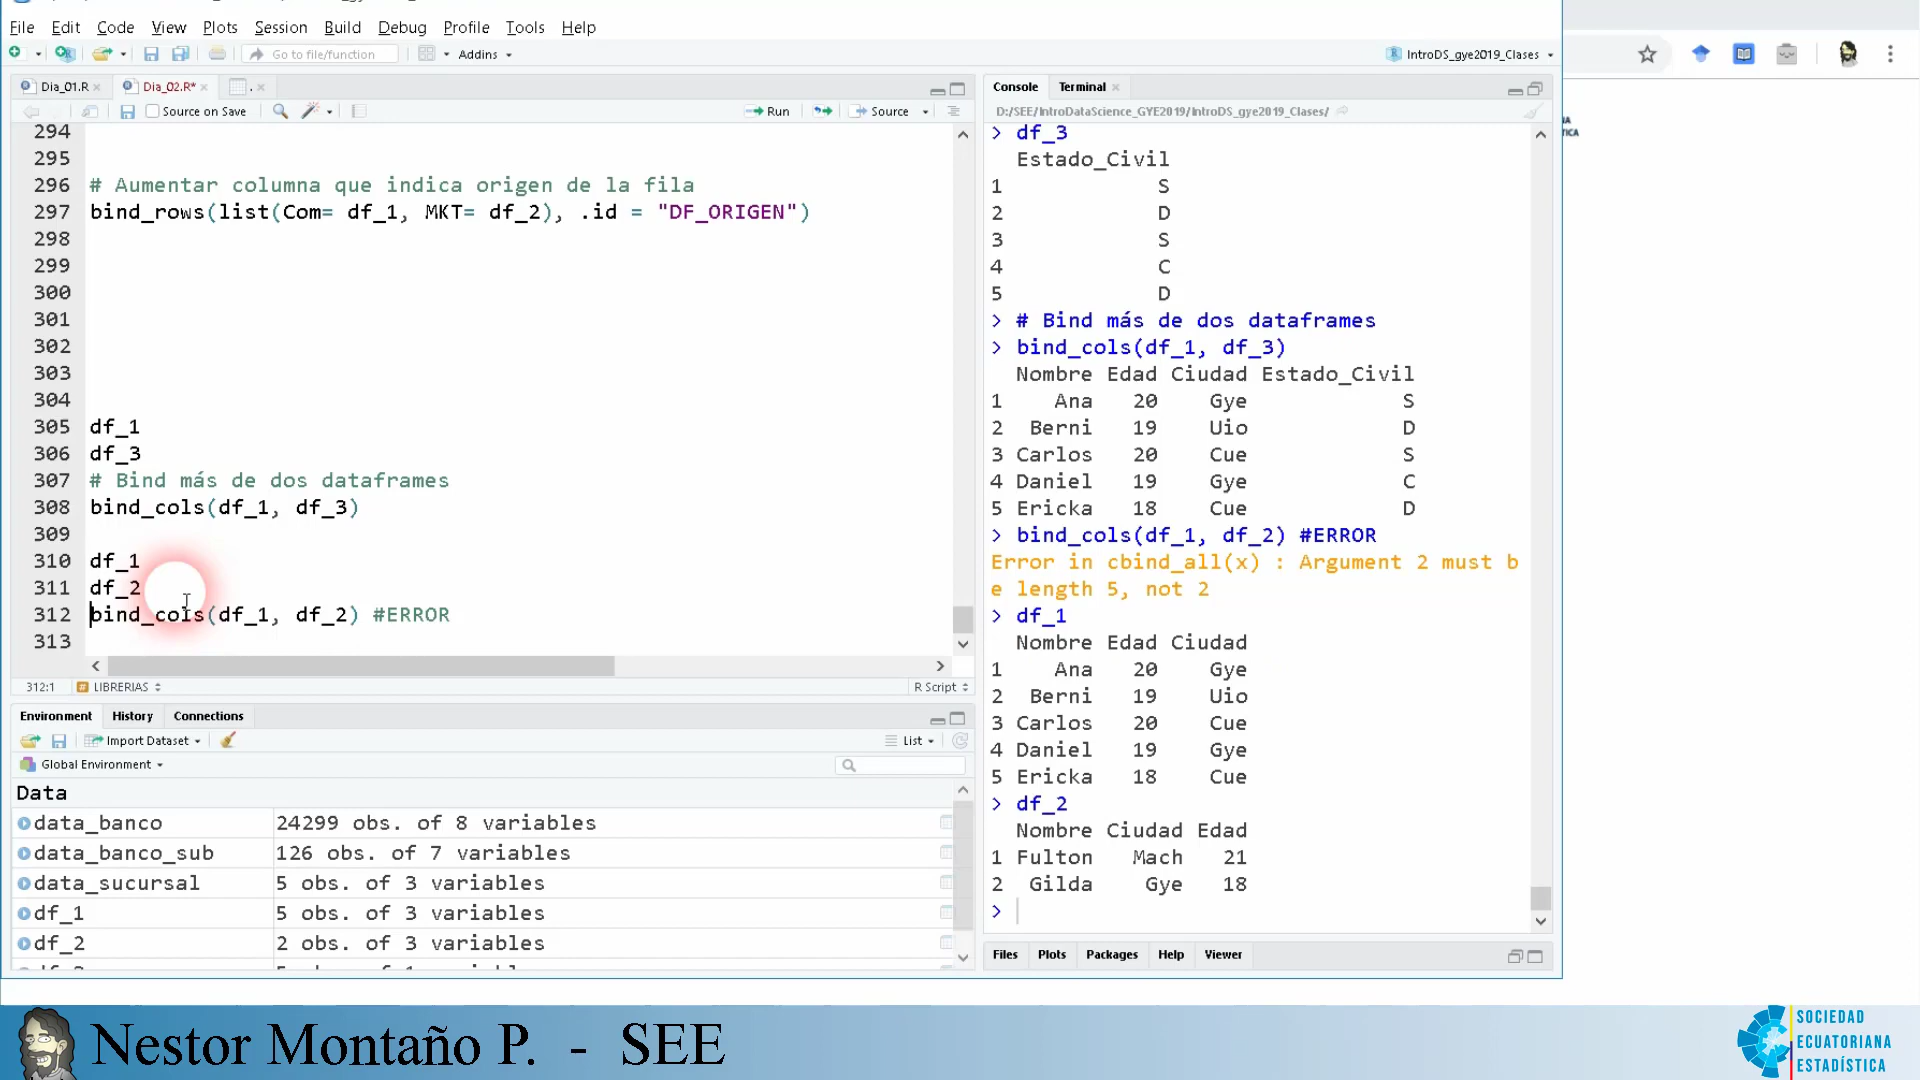 File Edit Code View Plots Session Build Debug Profile Tools Help
Go to file/function Addins IntroDS_gye2019_Clases
Dia_01.R Dia_02.R*
Source on Save Run Source
294
295
296 # Aumentar columna que indica origen de la fila
297 bind_rows(list(Com= df_1, MKT= df_2), .id = "DF_ORIGEN")
298
299
300
301
302
303
304
305 df_1
306 df_3
307 # Bind más de dos dataframes
308 bind_cols(df_1, df_3)
309
310 df_1
311 df_2
312 bind_cols(df_1, df_2) #ERROR
313
312:1 # LIBRERIAS R Script
Environment History Connections
Import Dataset List
Global Environment
Data
data_banco 24299 obs. of 8 variables
data_banco_sub 126 obs. of 7 variables
data_sucursal 5 obs. of 3 variables
df_1 5 obs. of 3 variables
df_2 2 obs. of 3 variables
Console Terminal
D:/SEE/IntroDataScience_GYE2019/IntroDS_gye2019_Clases/
> df_3
Estado_Civil
1 S
2 D
3 S
4 C
5 D
> # Bind más de dos dataframes
> bind_cols(df_1, df_3)
Nombre Edad Ciudad Estado_Civil
1 Ana 20 Gye S
2 Berni 19 Uio D
3 Carlos 20 Cue S
4 Daniel 19 Gye C
5 Ericka 18 Cue D
> bind_cols(df_1, df_2) #ERROR
Error in cbind_all(x) : Argument 2 must b
e length 5, not 2
> df_1
Nombre Edad Ciudad
1 Ana 20 Gye
2 Berni 19 Uio
3 Carlos 20 Cue
4 Daniel 19 Gye
5 Ericka 18 Cue
> df_2
Nombre Ciudad Edad
1 Fulton Mach 21
2 Gilda Gye 18
>
Files Plots Packages Help Viewer
Nestor Montaño P. - SEE
SOCIEDAD
ECUATORIANA
ESTADÍSTICA